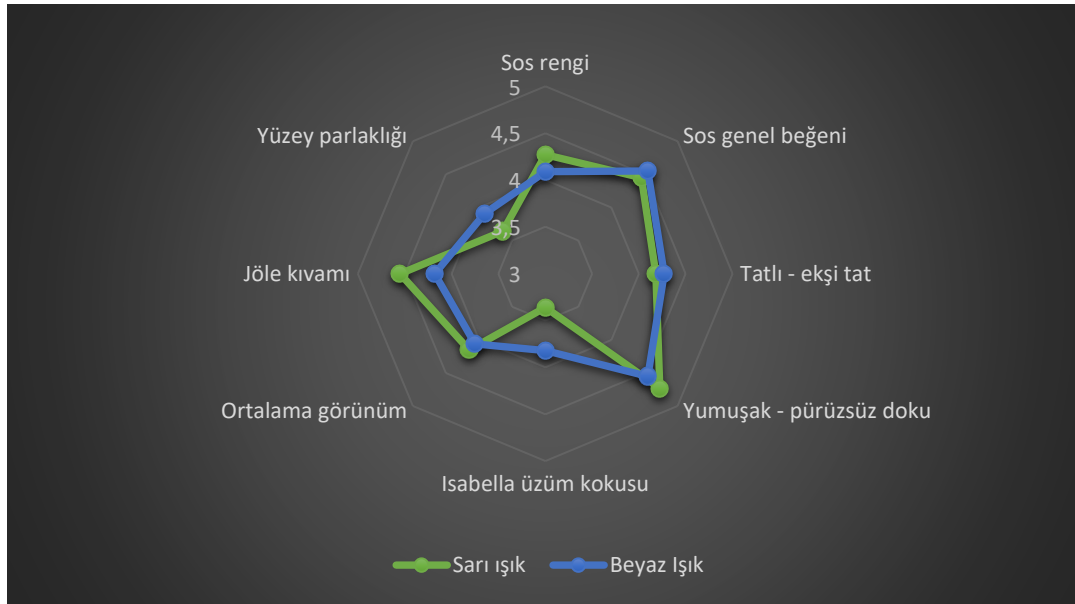 Sos rengi
5
Yüzey parlaklığı
4,5
Sos genel beğeni
4
3,5
Jöle kıvamı
3
Tatlı - ekşi tat
Ortalama görünüm
Yumuşak - pürüzsüz doku
Isabella üzüm kokusu
Sarı ışık
Beyaz Işık